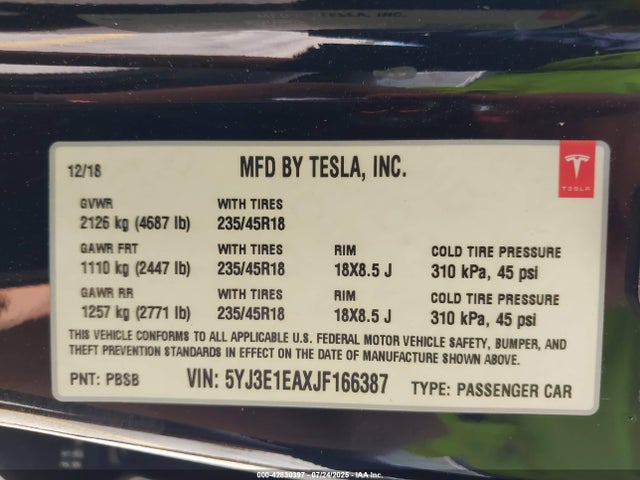 12/18 MFD BY TESLA, INC.
TESLA
GVWR WITH TIRES
2126 kg (4687 lb) 235/45R18
GAWR FRT WITH TIRES RIM COLD TIRE PRESSURE
1110 kg (2447 lb) 235/45R18 18X8.5 J 310 kPa, 45 psi
GAWR RR WITH TIRES RIM COLD TIRE PRESSURE
1257 kg (2771 lb) 235/45R18 18X8.5 J 310 kPa, 45 psi
THIS VEHICLE CONFORMS TO ALL APPLICABLE U.S. FEDERAL MOTOR VEHICLE SAFETY, BUMPER, AND
THEFT PREVENTION STANDARDS IN EFFECT ON THE DATE OF MANUFACTURE SHOWN ABOVE.
PNT: PBSB VIN: 5YJ3E1EAXJF166387 TYPE: PASSENGER CAR
000-42830397 - 07/24/2025 - IAA Inc.